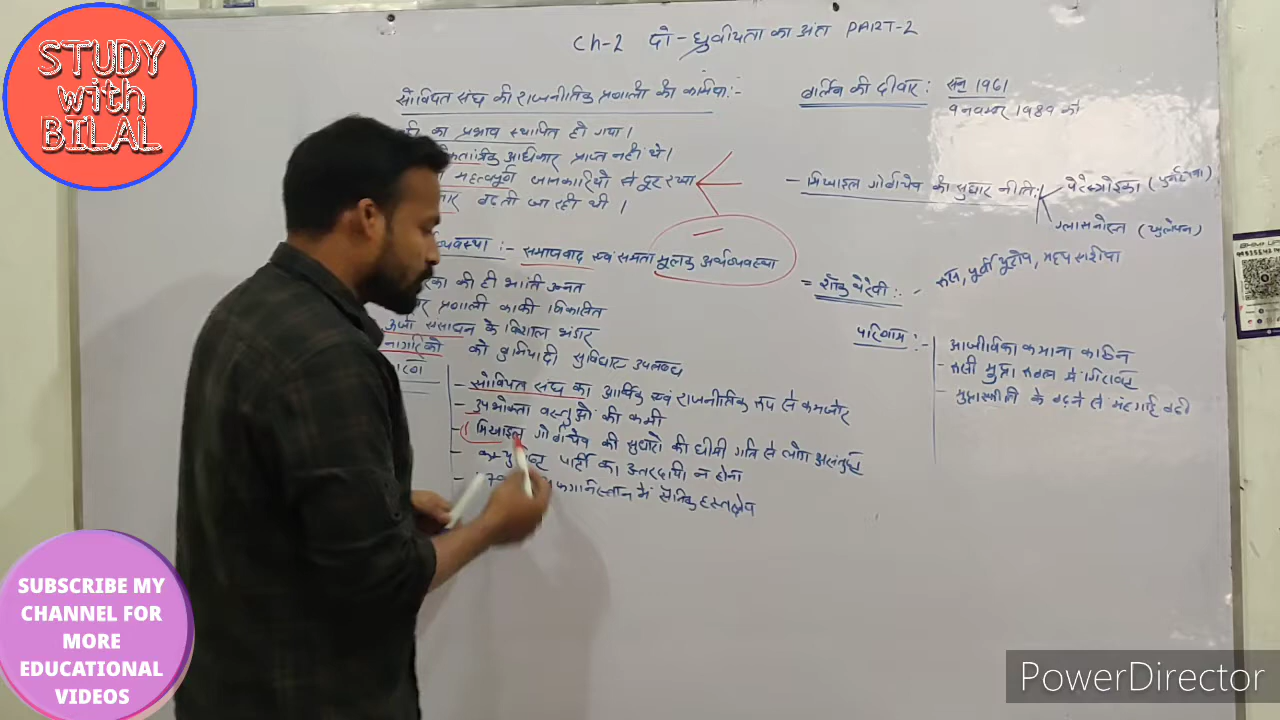 STUDY
with
BILAL
Ch-2 दो-ध्रुवीयता का अंत PART-2
सोवियत संघ की राजनीतिक प्रणाली की कमियां:-
का प्रभाव स्थापित हो गया।
अधिकार प्राप्त नहीं थे।
महत्वपूर्ण जानकारियों से दूर रखा
बढ़ती जा रही थी।
व्यवस्था :- समाजवाद एवं समता मूलक अर्थव्यवस्था
का की ही भांति उन्नत
प्रणाली काफी विकसित
ऊर्जा संसाधन के विशाल भंडार
नागरिकों को बुनियादी सुविधाएं उपलब्ध
- सोवियत संघ का आर्थिक एवं राजनीतिक रूप से कमजोर
- उपभोक्ता वस्तुओं की कमी
- मिखाइल गोर्बाचेव की सुधारों की धीमी गति से लोग असंतुष्ट
- पार्टी का उत्तरदायी न होना
- में सैनिक हस्तक्षेप
बर्लिन की दीवार: सन् 1961
9 नवम्बर 1989 को
- मिखाइल गोर्बाचेव की सुधार नीति: पेरेस्त्रोइका (पुनर्रचना)
ग्लासनोस्त (खुलेपन)
= शॉक थेरेपी :- रूस, पूर्वी यूरोप, मध्य एशिया
परिणाम :- आजीविका कमाना कठिन
- रूसी मुद्रा रूबल में गिरावट
- मुद्रास्फीति के बढ़ने से मंहगाई बढ़ी
SUBSCRIBE MY
CHANNEL FOR
MORE
EDUCATIONAL
VIDEOS
PowerDirector